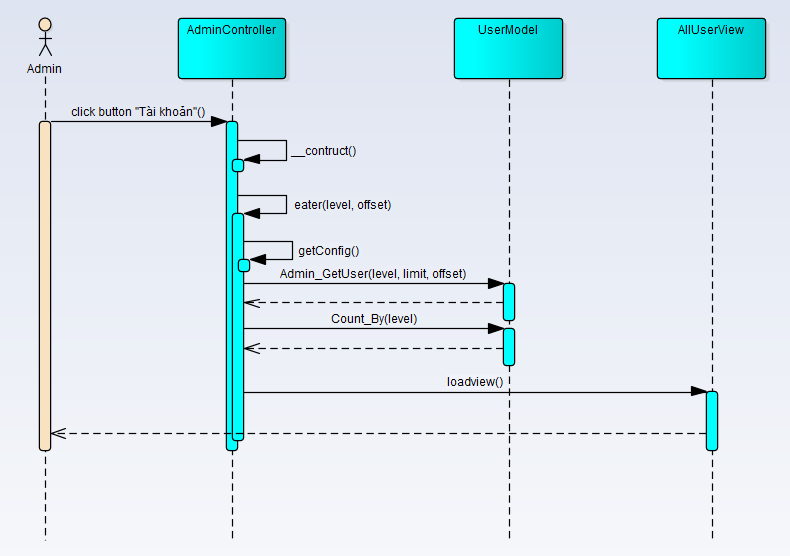 AdminController
UserModel
AllUserView
Admin
click button "Tài khoản"()
__contruct()
eater(level, offset)
getConfig()
Admin_GetUser(level, limit, offset)
Count_By(level)
loadview()